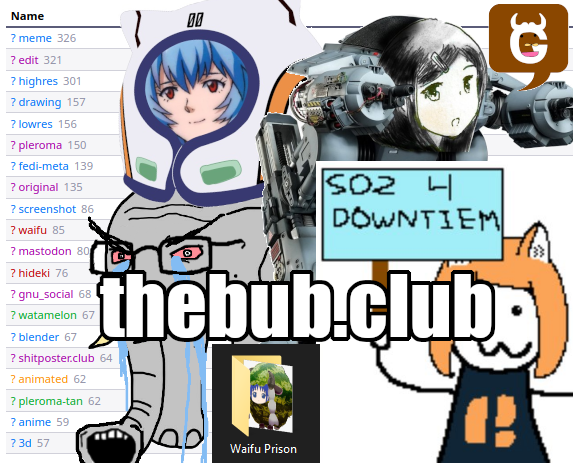 Name
? meme 326
? edit 321
? highres 301
? drawing 157
? lowres 156
? pleroma 150
? fedi-meta 139
? original 135
? screenshot 86
? waifu 85
? mastodon 80
? hideki 76
? gnu_social 68
? watamelon 67
? blender 67
? shitposter.club 64
? animated 62
? pleroma-tan 62
? anime 59
? 3d 57
00
SO2 4
DOWNTIEM
thebub.club
Waifu Prison